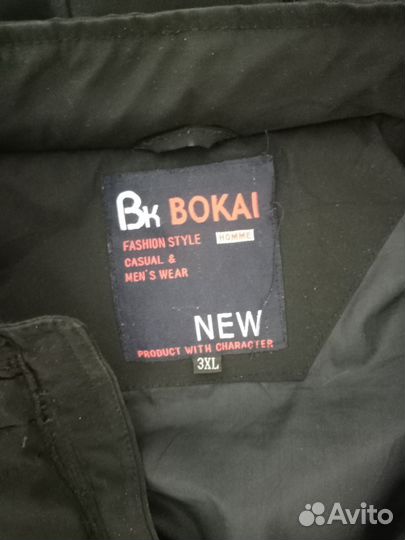 Bk BOKAI
FASHION STYLE HOMME
CASUAL &
MEN'S WEAR
NEW
PRODUCT WITH CHARACTER
3XL
Avito